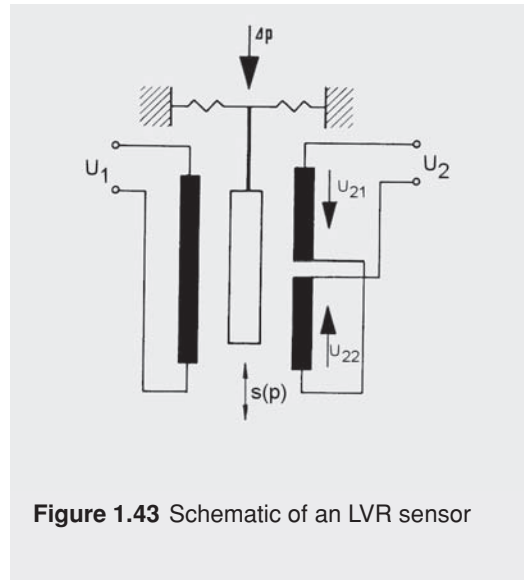 Δp
U1
U21
U2
U22
s(p)
Figure 1.43 Schematic of an LVR sensor